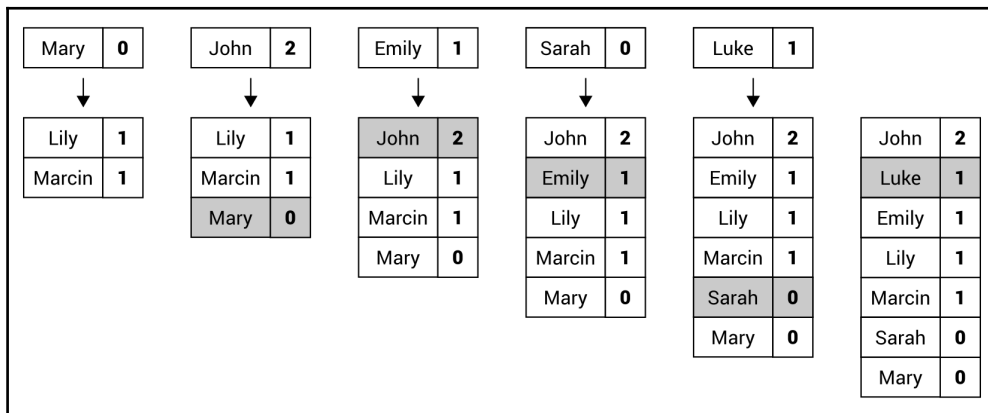 Mary 0 John 2 Emily 1 Sarah 0 Luke 1
Lily 1 Lily 1 John 2 John 2 John 2 John 2
Marcin 1 Marcin 1 Lily 1 Emily 1 Emily 1 Luke 1
Mary 0 Marcin 1 Lily 1 Lily 1 Emily 1
Mary 0 Marcin 1 Marcin 1 Lily 1
Mary 0 Sarah 0 Marcin 1
Mary 0 Sarah 0
Mary 0